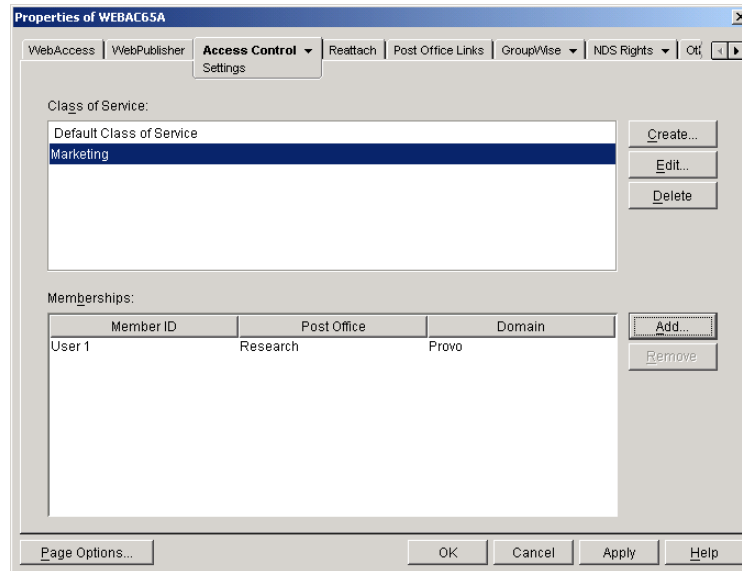 Properties of WEBAC65A
WebAccess WebPublisher Access Control Reattach Post Office Links GroupWise NDS Rights
Settings
Class of Service:
Default Class of Service
Create...
Marketing
Edit...
Delete
Memberships:
Member ID Post Office Domain
Add...
User 1 Research Provo
Remove
Page Options... OK Cancel Apply Help